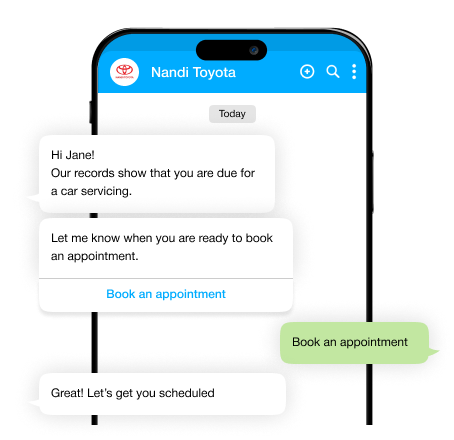 Nandi Toyota
Today
Hi Jane!
Our records show that you are due for
a car servicing.
Let me know when you are ready to book
an appointment.
Book an appointment
Book an appointment
Great! Let’s get you scheduled